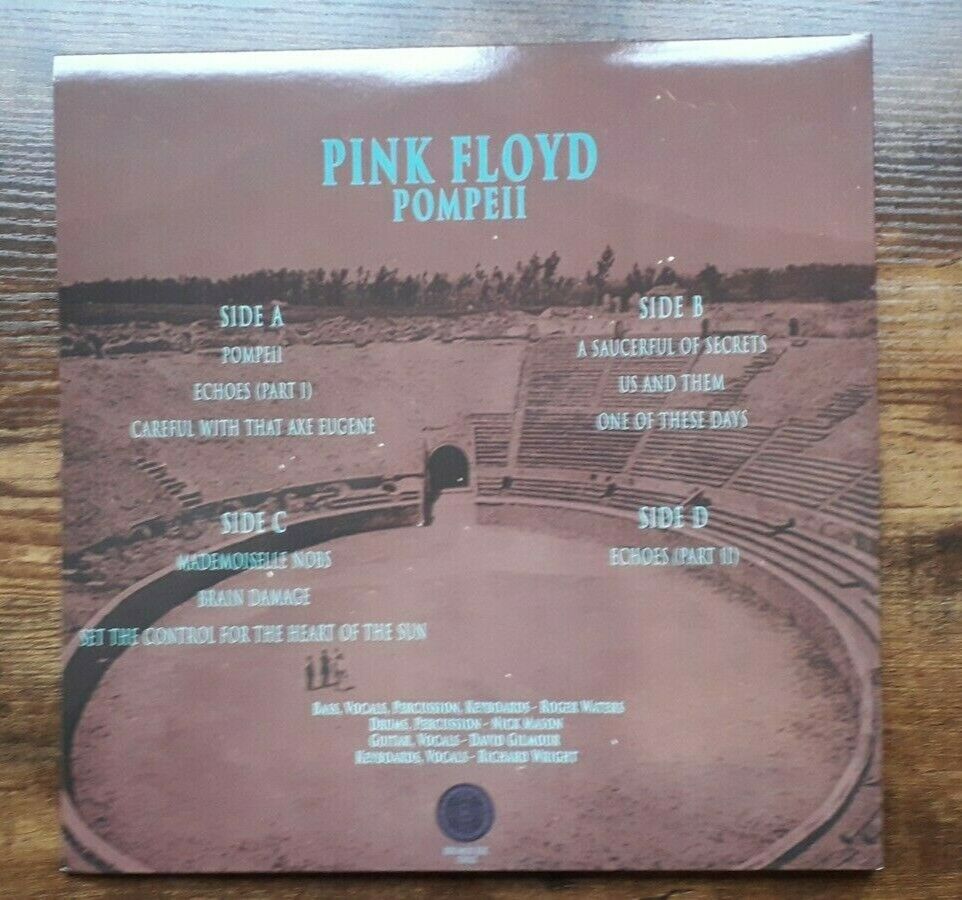 PINK FLOYD
POMPEII
SIDE A
POMPEII
ECHOES (PART I)
CAREFUL WITH THAT AXE EUGENE
SIDE B
A SAUCERFUL OF SECRETS
US AND THEM
ONE OF THESE DAYS
SIDE C
MADEMOISELLE NOBS
BRAIN DAMAGE
SET THE CONTROL FOR THE HEART OF THE SUN
SIDE D
ECHOES (PART II)
BASS, VOCALS, PERCUSSION, KEYBOARDS - ROGER WATERS
DRUMS, PERCUSSION - NICK MASON
GUITAR, VOCALS - DAVID GILMOUR
KEYBOARDS, VOCALS - RICHARD WRIGHT